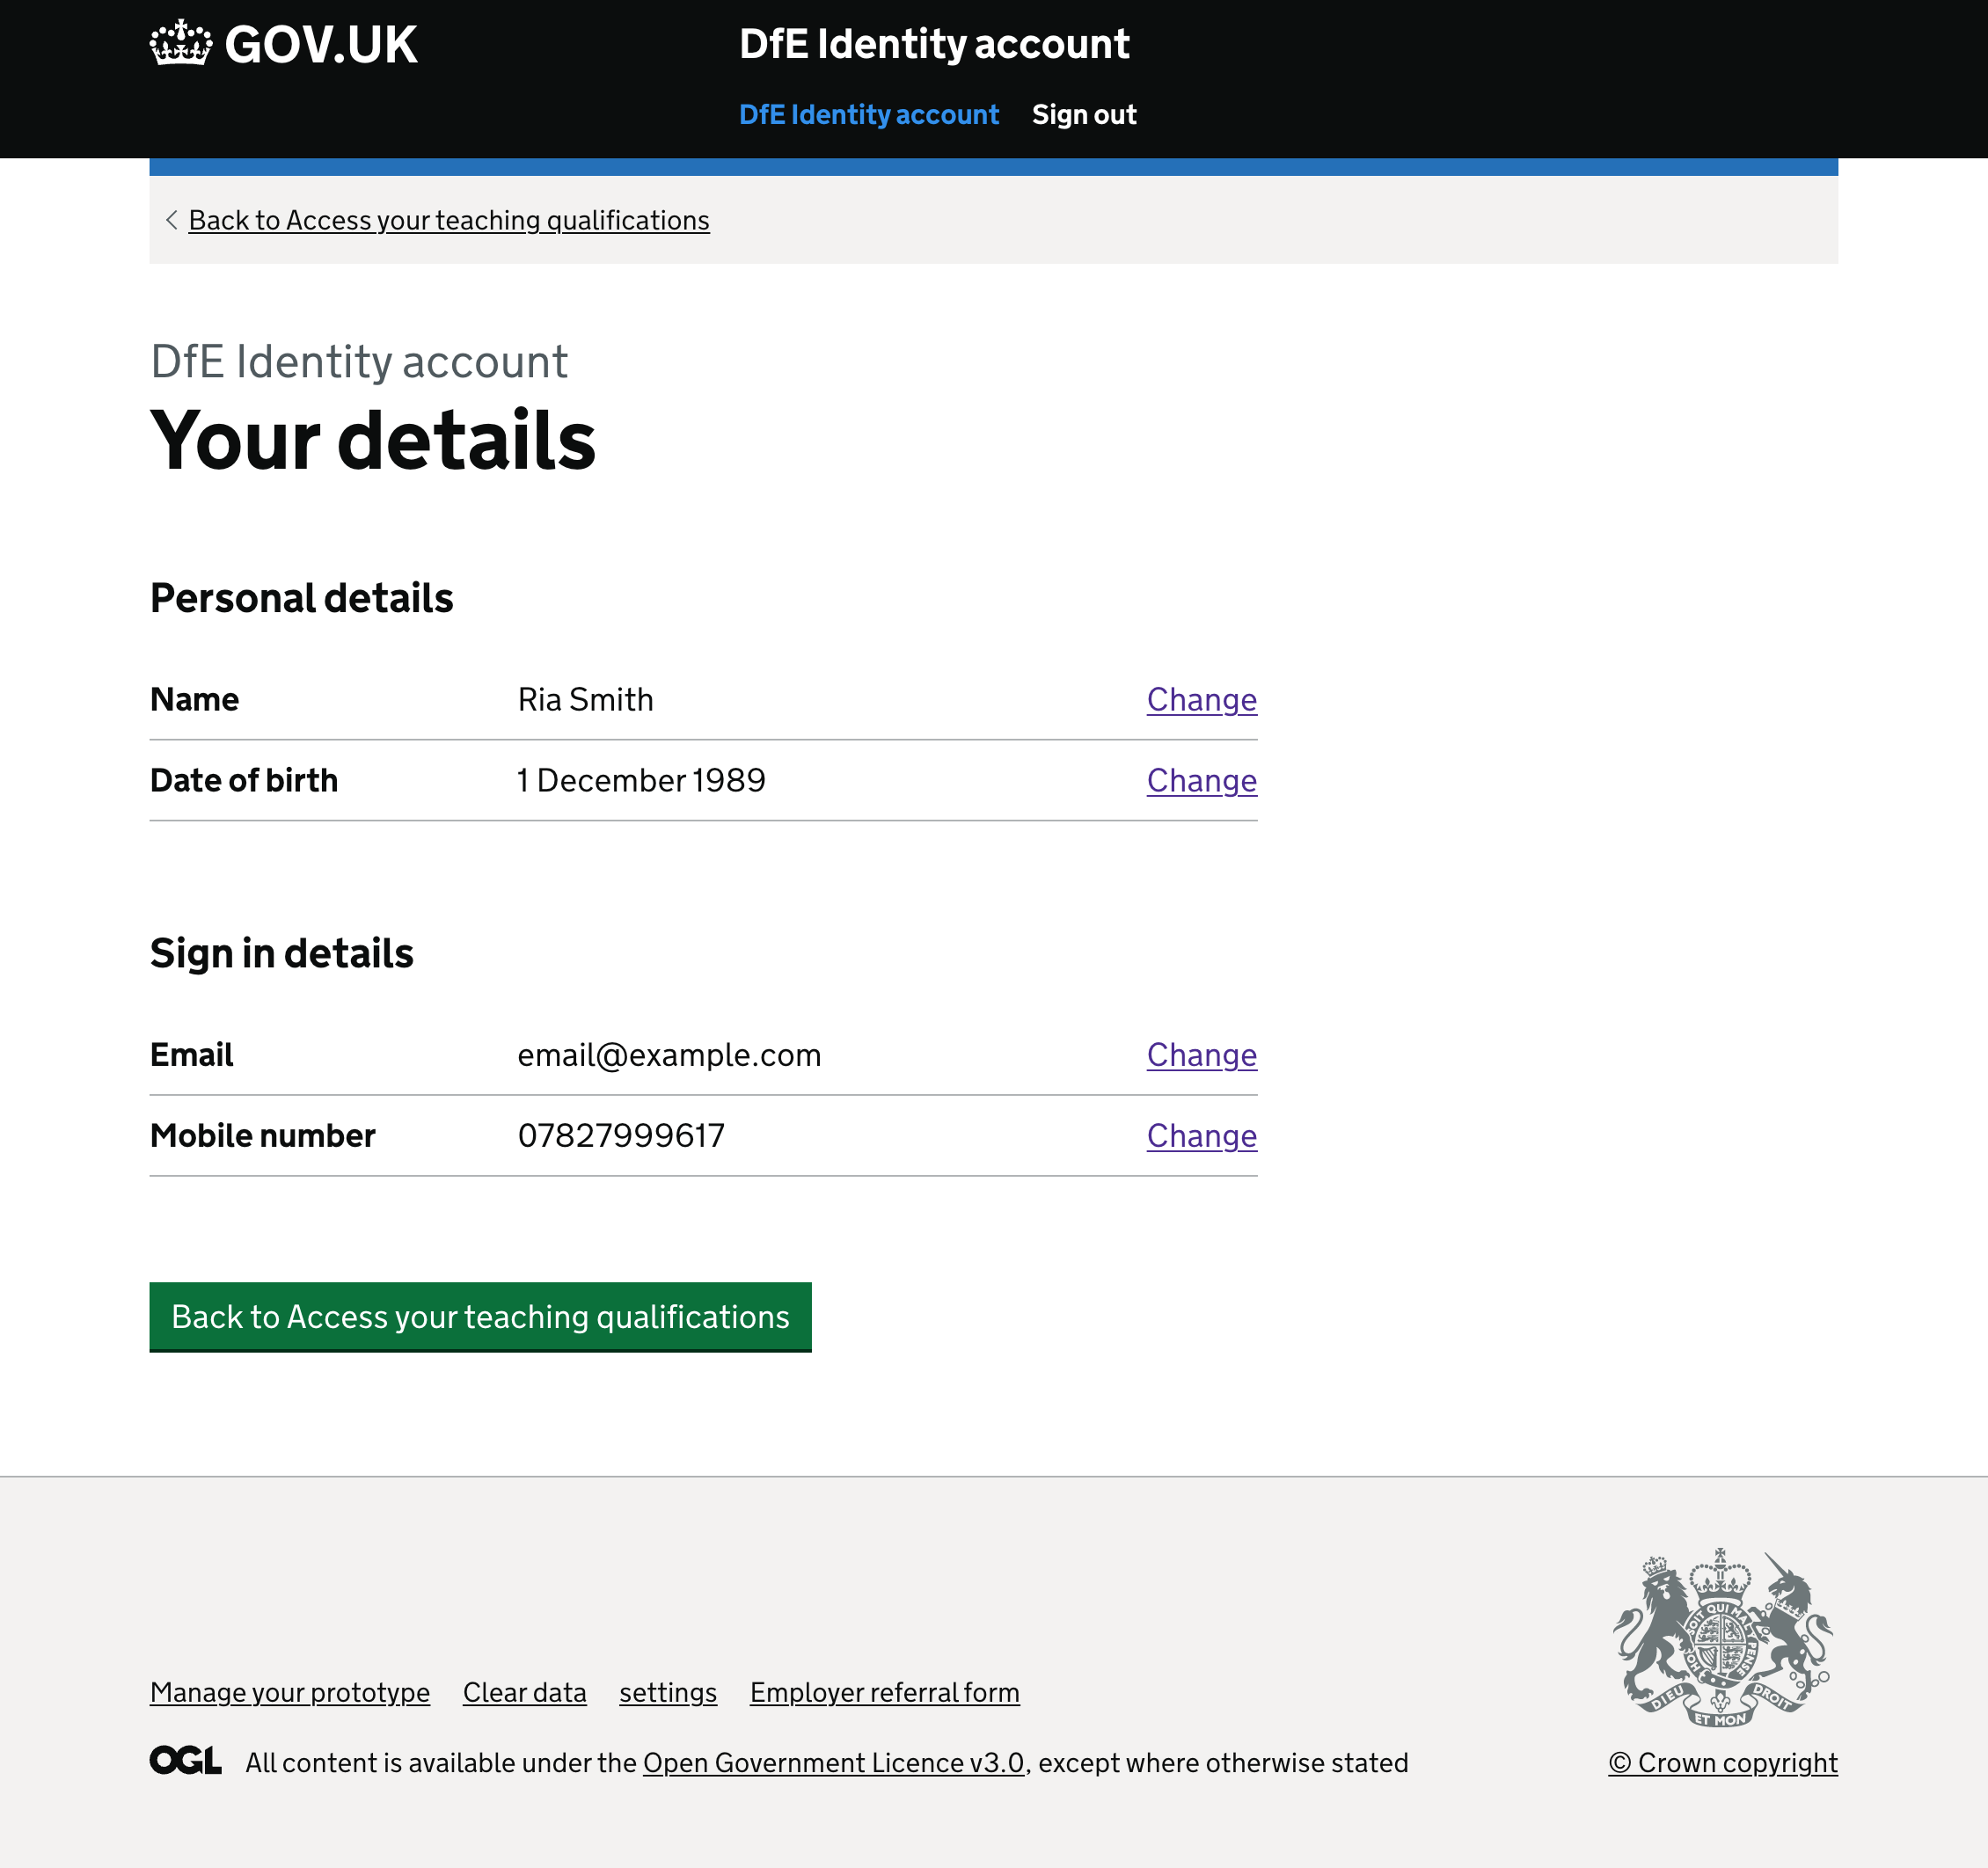 GOV.UK DfE Identity account
DfE Identity account Sign out
Back to Access your teaching qualifications
DfE Identity account
Your details
Personal details
Name Ria Smith Change
Date of birth 1 December 1989 Change
Sign in details
Email email@example.com Change
Mobile number 07827999617 Change
Back to Access your teaching qualifications
Manage your prototype Clear data settings Employer referral form
OGL All content is available under the Open Government Licence v3.0, except where otherwise stated
DIEU ET MON DROIT
© Crown copyright